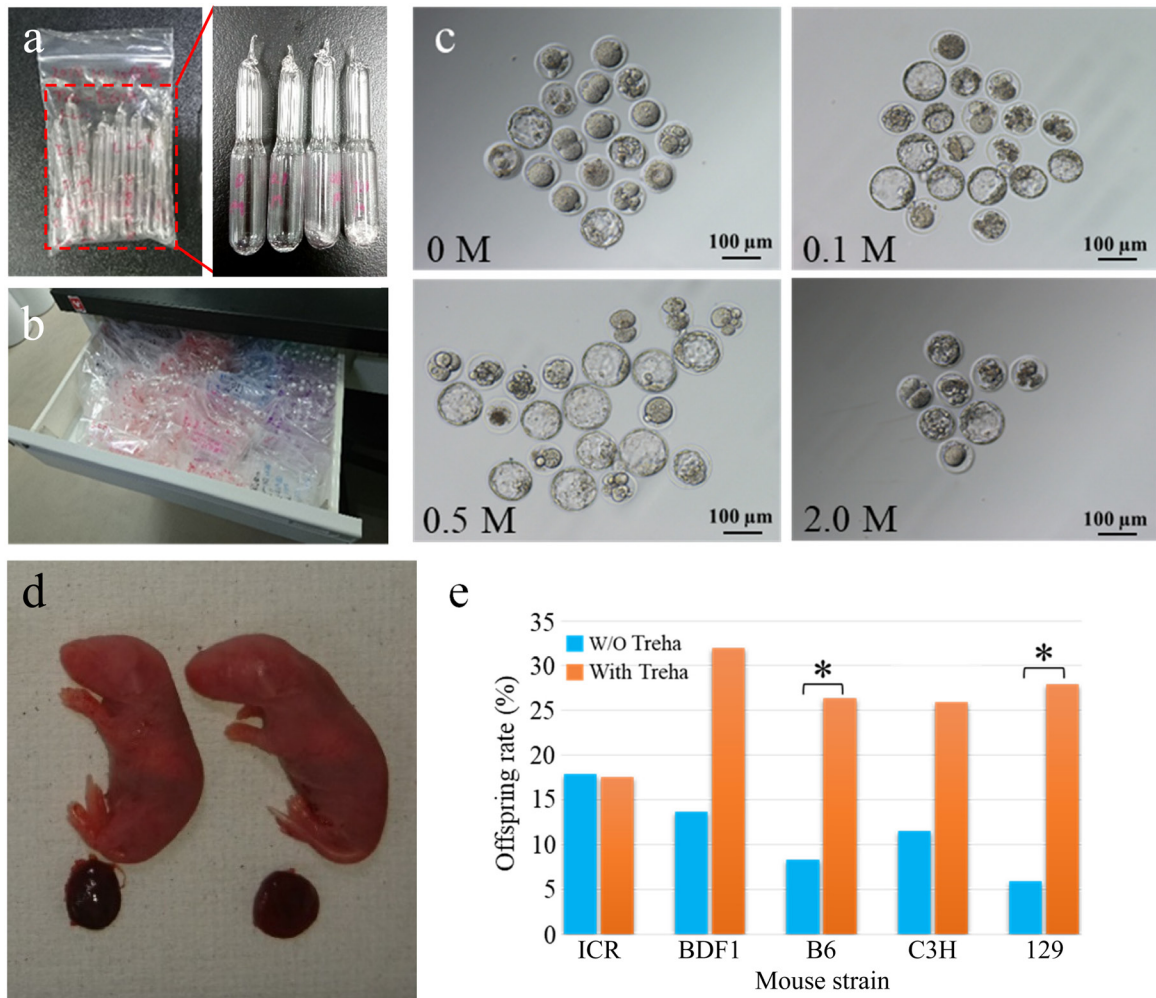 a
b
c
0 M
100 µm
0.1 M
100 µm
0.5 M
100 µm
2.0 M
100 µm
d
e
W/O Treha
With Treha
*
*
Offspring rate (%)
35
30
25
20
15
10
5
0
ICR BDF1 B6 C3H 129
Mouse strain